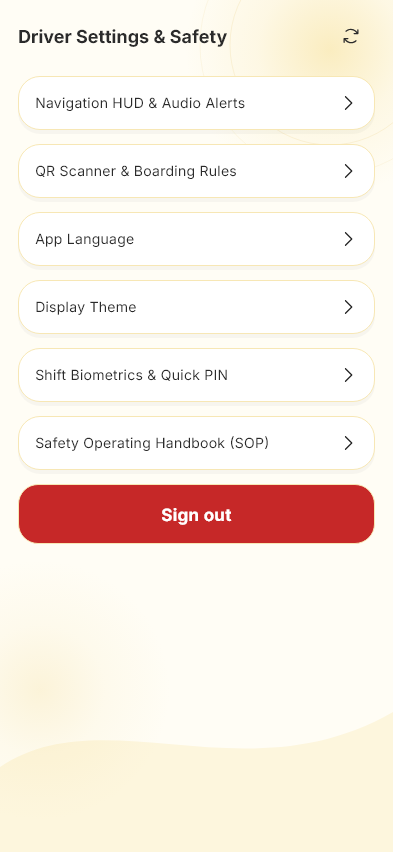 Driver Settings & Safety
Navigation HUD & Audio Alerts
QR Scanner & Boarding Rules
App Language
Display Theme
Shift Biometrics & Quick PIN
Safety Operating Handbook (SOP)
Sign out